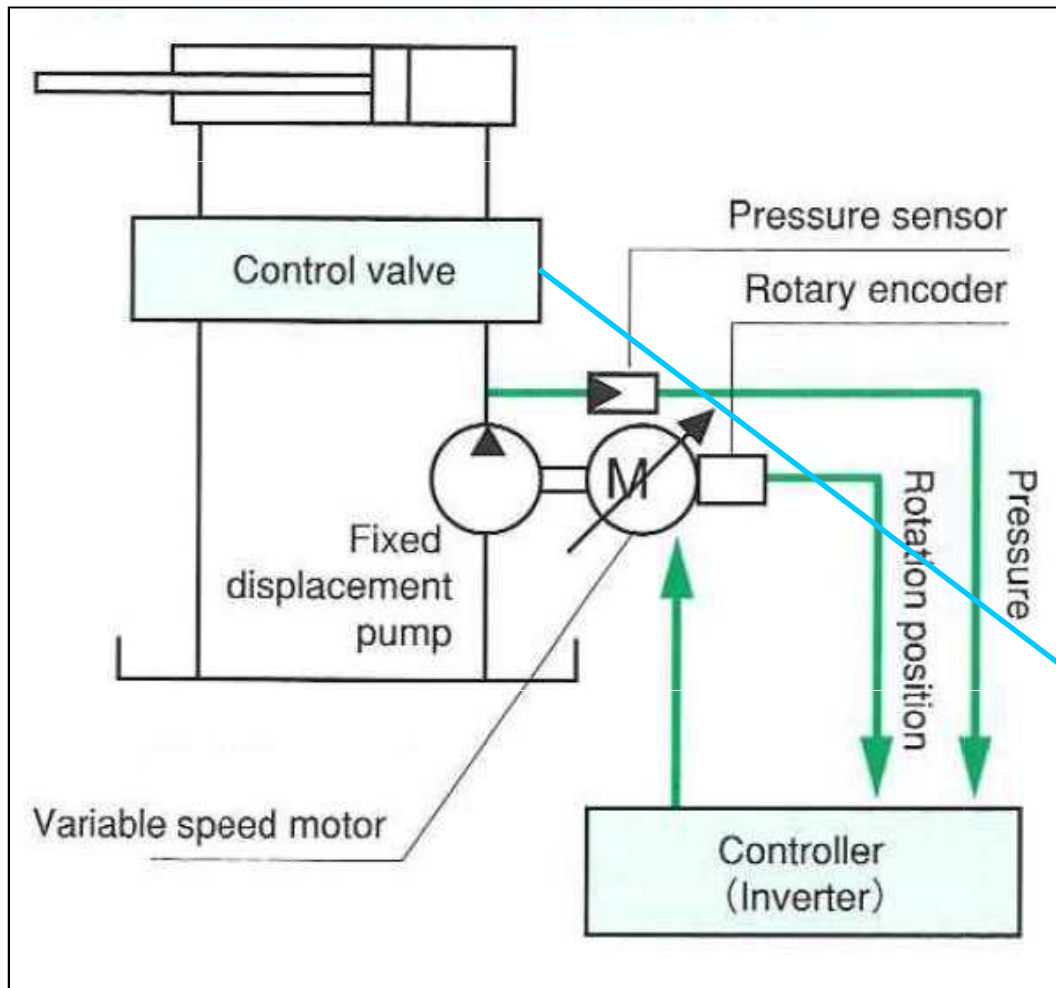 Pressure sensor
Control valve
Rotary encoder
M
Fixed
displacement
pump
Rotation position
Pressure
Variable speed motor
Controller
(Inverter)